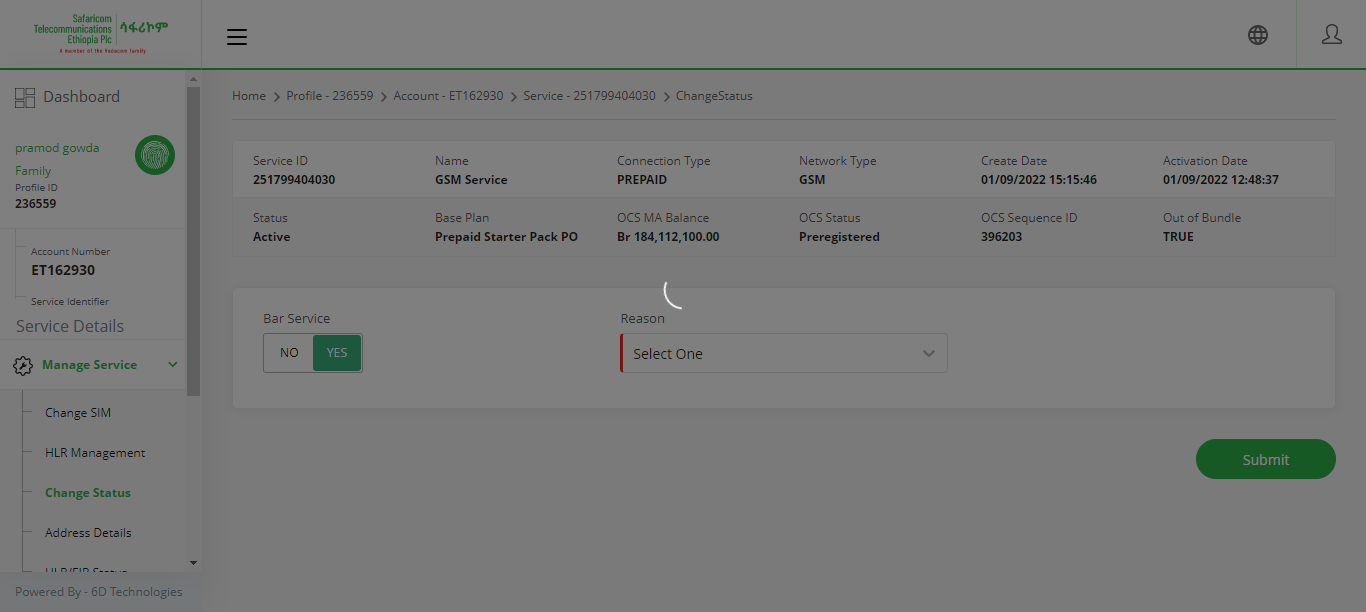 Safaricom
Telecommunications
Ethiopia Plc
ሳፋሪኮም
A member of the Vodacom family
Dashboard
pramod gowda
Family
Profile ID
236559
Account Number
ET162930
Service Identifier
Service Details
Manage Service
Change SIM
HLR Management
Change Status
Address Details
HLR/EIR Status
Powered By - 6D Technologies
Home > Profile - 236559 > Account - ET162930 > Service - 251799404030 > ChangeStatus
Service ID Name Connection Type Network Type Create Date Activation Date
251799404030 GSM Service PREPAID GSM 01/09/2022 15:15:46 01/09/2022 12:48:37
Status Base Plan OCS MA Balance OCS Status OCS Sequence ID Out of Bundle
Active Prepaid Starter Pack PO Br 184,112,100.00 Preregistered 396203 TRUE
Bar Service Reason
NO YES Select One
Submit